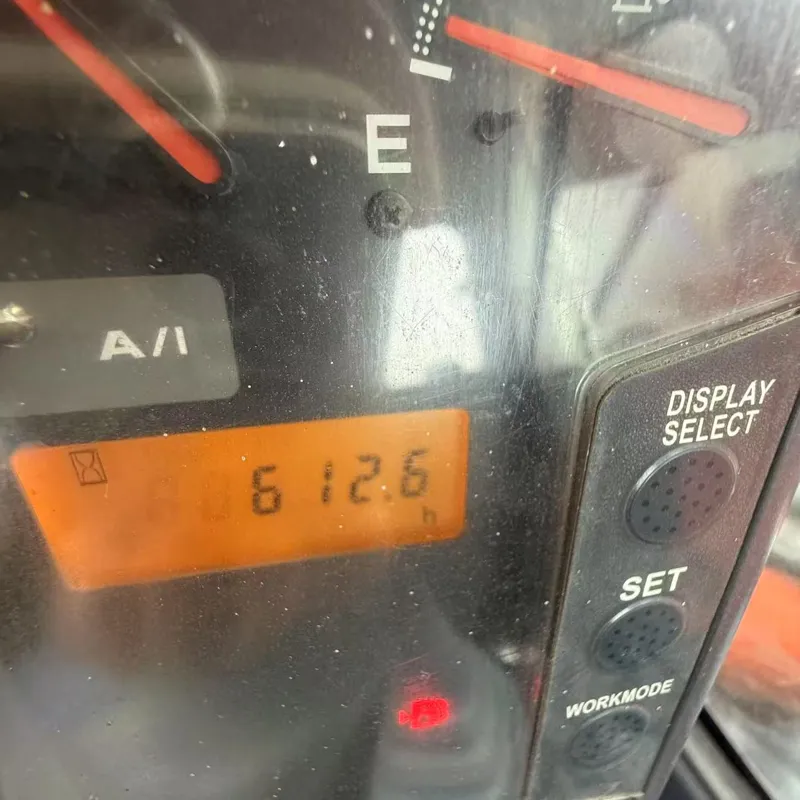 E
A/I
DISPLAY
SELECT
612.6
h
SET
WORKMODE